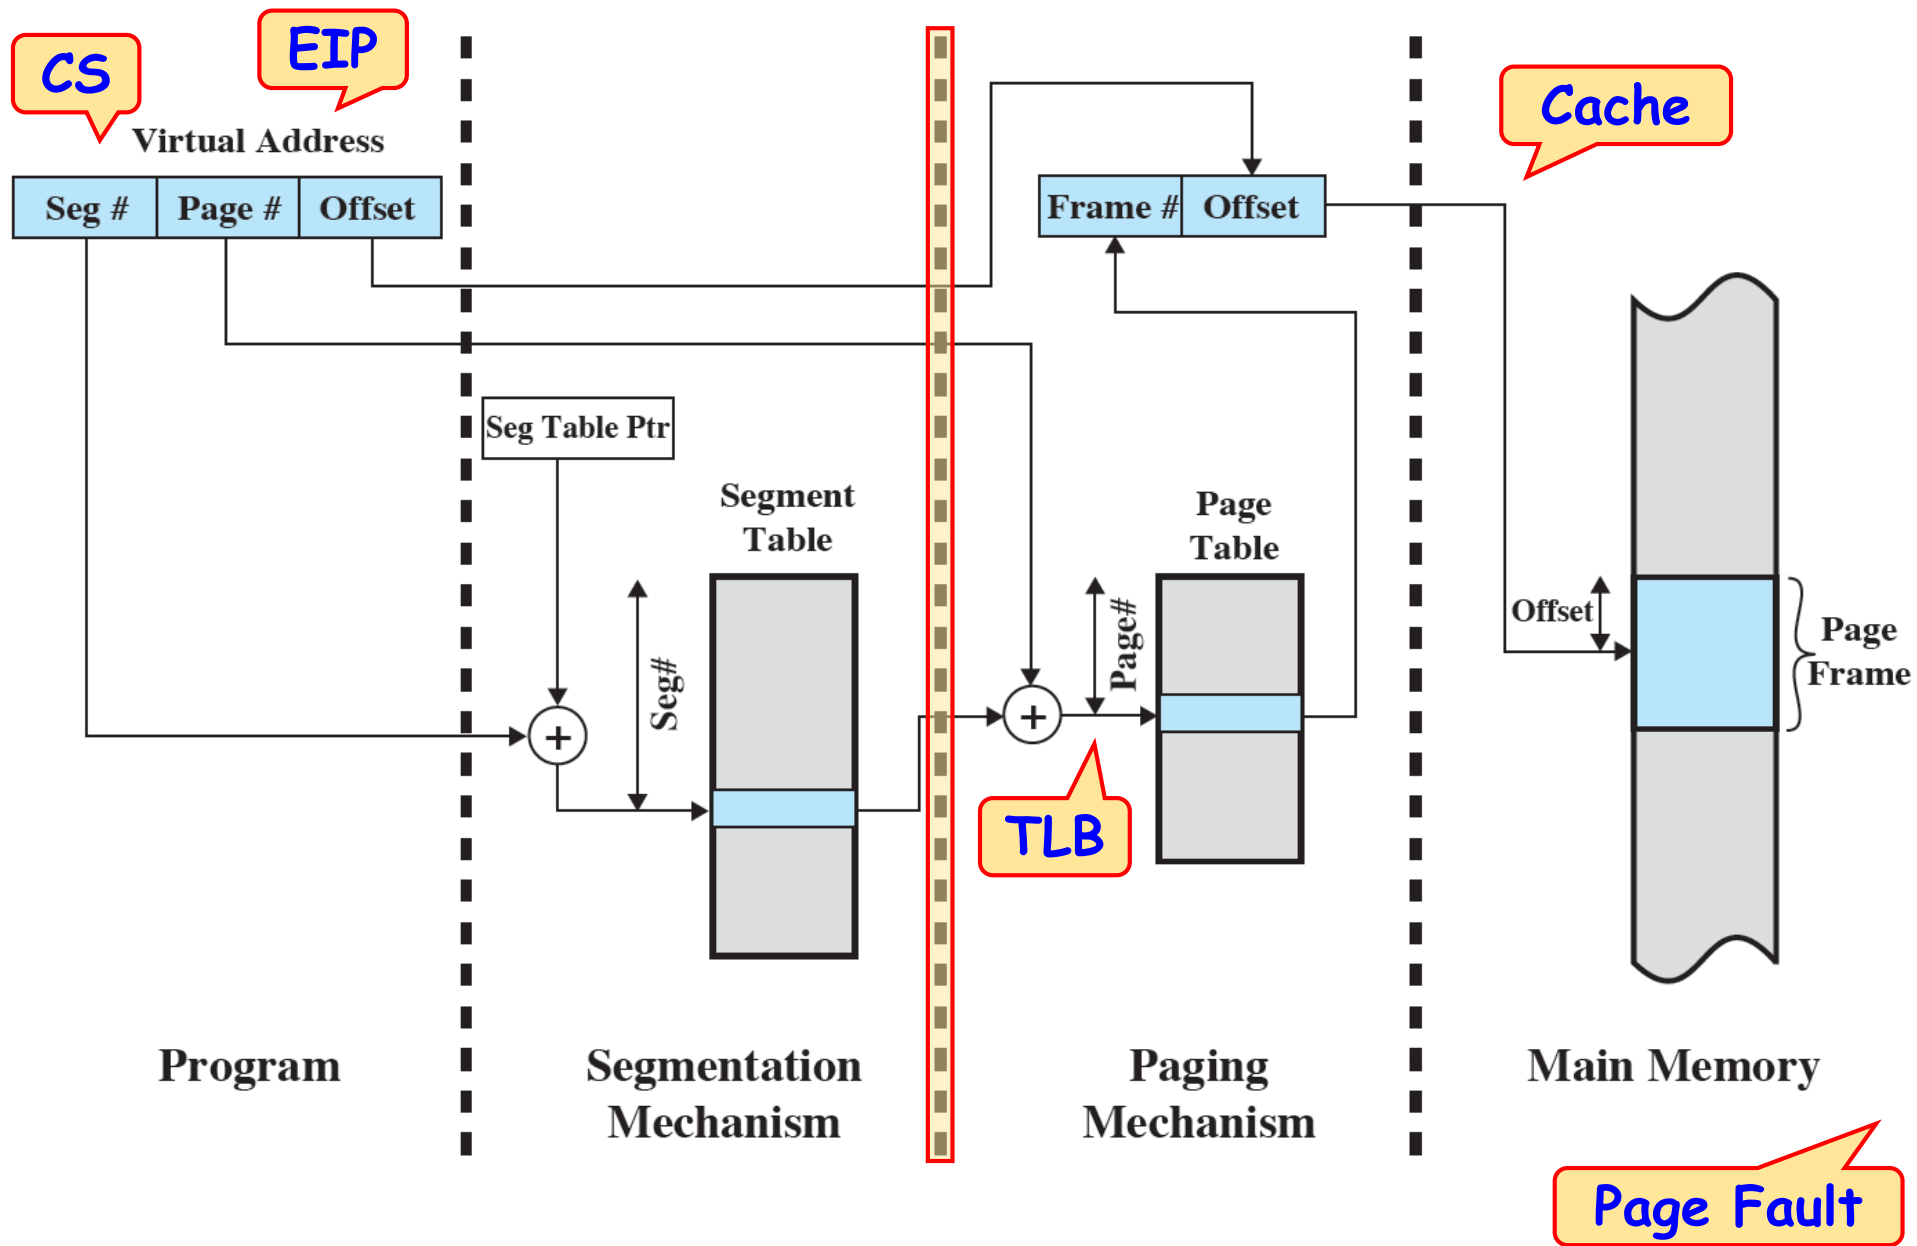 CS
EIP
Cache
Virtual Address
Seg # Page # Offset
Frame # Offset
Seg Table Ptr
Segment
Table
Page
Table
Seg#
Page#
+
+
Offset
Page
Frame
TLB
Program
Segmentation
Mechanism
Paging
Mechanism
Main Memory
Page Fault